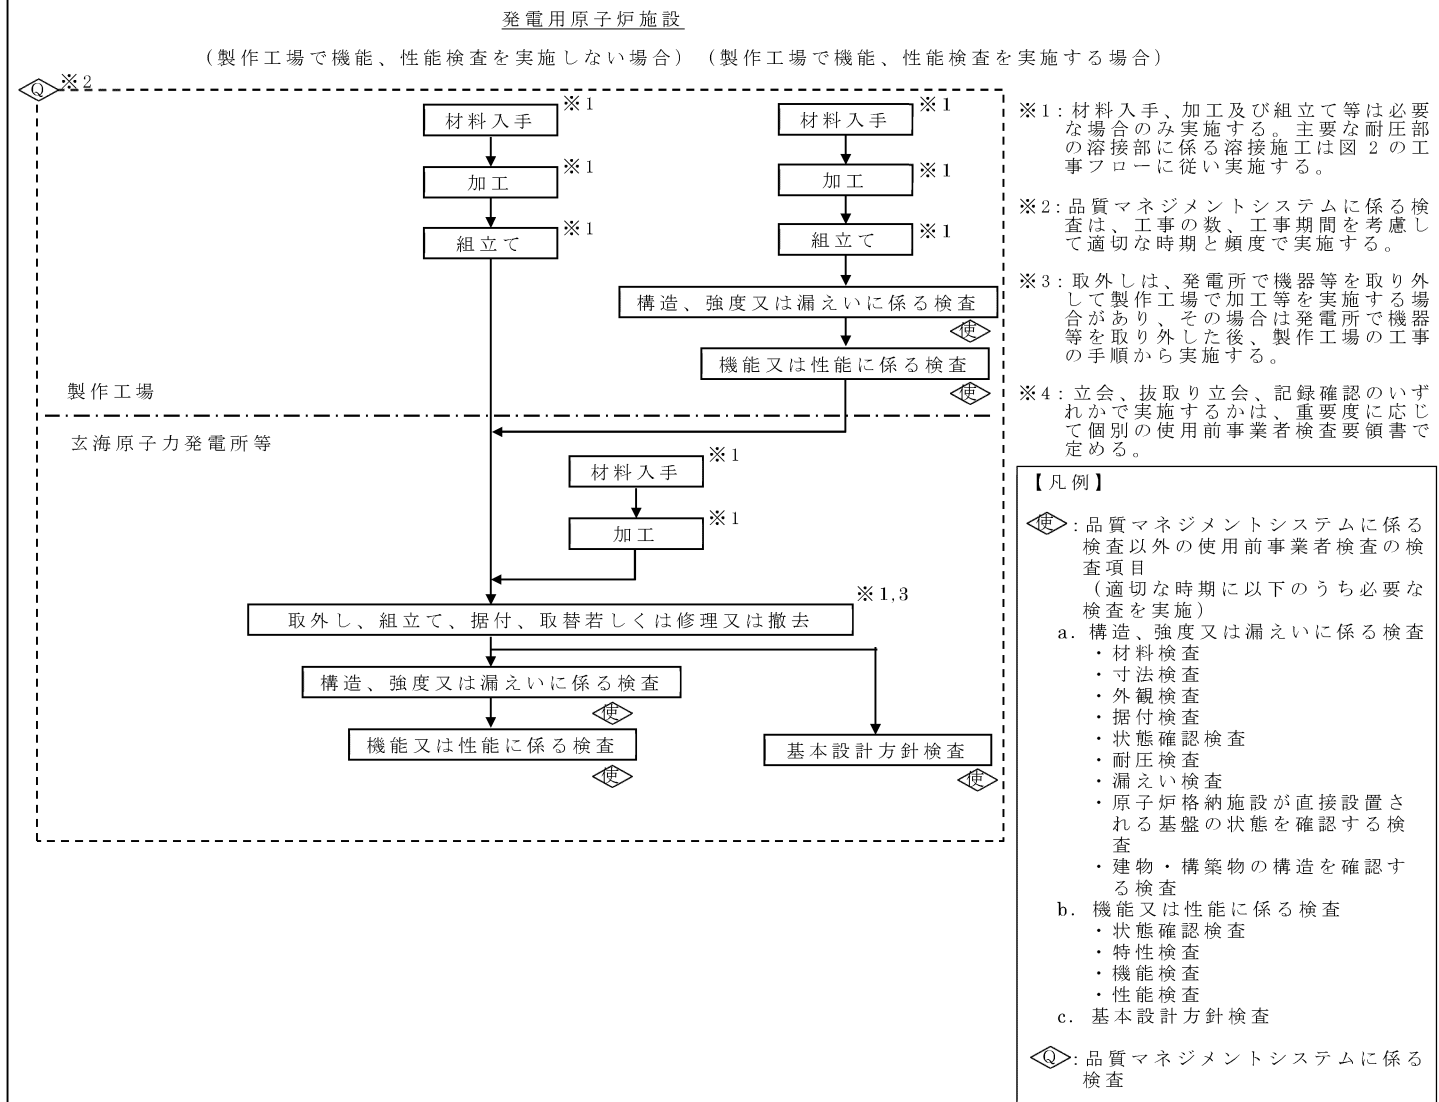 発電用原子炉施設
(製作工場で機能、性能検査を実施しない場合) (製作工場で機能、性能検査を実施する場合)
Q ※2
材料入手 ※1
加工 ※1
組立て ※1
材料入手 ※1
加工 ※1
組立て ※1
構造、強度又は漏えいに係る検査
使
機能又は性能に係る検査
使
製作工場
玄海原子力発電所等
材料入手 ※1
加工 ※1
※1,3
取外し、組立て、据付、取替若しくは修理又は撤去
構造、強度又は漏えいに係る検査
使
機能又は性能に係る検査
使
基本設計方針検査
使
※1:材料入手、加工及び組立て等は必要
な場合のみ実施する。主要な耐圧部
の溶接部に係る溶接施工は図2の工
事フローに従い実施する。
※2:品質マネジメントシステムに係る検
査は、工事の数、工事期間を考慮し
て適切な時期と頻度で実施する。
※3:取外しは、発電所で機器等を取り外
して製作工場で加工等を実施する場
合があり、その場合は発電所で機器
等を取り外した後、製作工場の工事
の手順から実施する。
※4:立会、抜取り立会、記録確認のいず
れかで実施するかは、重要度に応じ
て個別の使用前事業者検査要領書で
定める。
【凡例】
使:品質マネジメントシステムに係る
検査以外の使用前事業者検査の検
査項目
(適切な時期に以下のうち必要な
検査を実施)
a. 構造、強度又は漏えいに係る検査
・材料検査
・寸法検査
・外観検査
・据付検査
・状態確認検査
・耐圧検査
・漏えい検査
・原子炉格納施設が直接設置さ
れる基盤の状態を確認する検
査
・建物・構築物の構造を確認す
る検査
b. 機能又は性能に係る検査
・状態確認検査
・特性検査
・機能検査
・性能検査
c. 基本設計方針検査
Q:品質マネジメントシステムに係る
検査